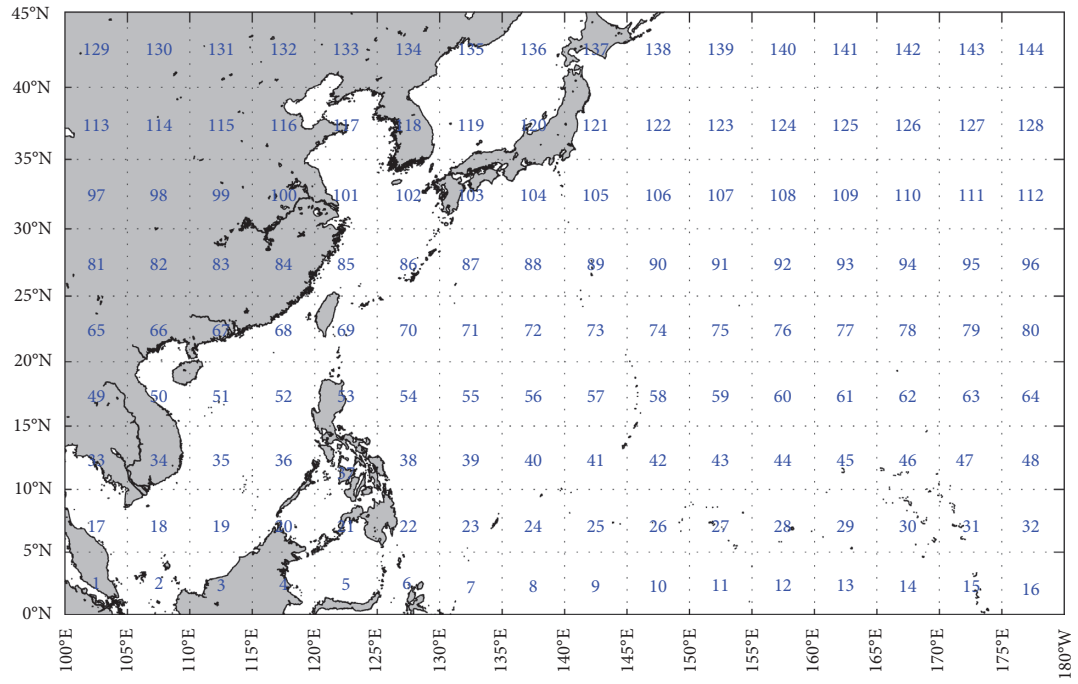 45°N
129 130 131 132 133 134 135 136 137 138 139 140 141 142 143 144
40°N
113 114 115 116 117 118 119 120 121 122 123 124 125 126 127 128
35°N
97 98 99 100 101 102 103 104 105 106 107 108 109 110 111 112
30°N
81 82 83 84 85 86 87 88 89 90 91 92 93 94 95 96
25°N
65 66 67 68 69 70 71 72 73 74 75 76 77 78 79 80
20°N
49 50 51 52 53 54 55 56 57 58 59 60 61 62 63 64
15°N
33 34 35 36 37 38 39 40 41 42 43 44 45 46 47 48
10°N
17 18 19 20 21 22 23 24 25 26 27 28 29 30 31 32
5°N
1 2 3 4 5 6 7 8 9 10 11 12 13 14 15 16
0°N
100°E 105°E 110°E 115°E 120°E 125°E 130°E 135°E 140°E 145°E 150°E 155°E 160°E 165°E 170°E 175°E 180°W